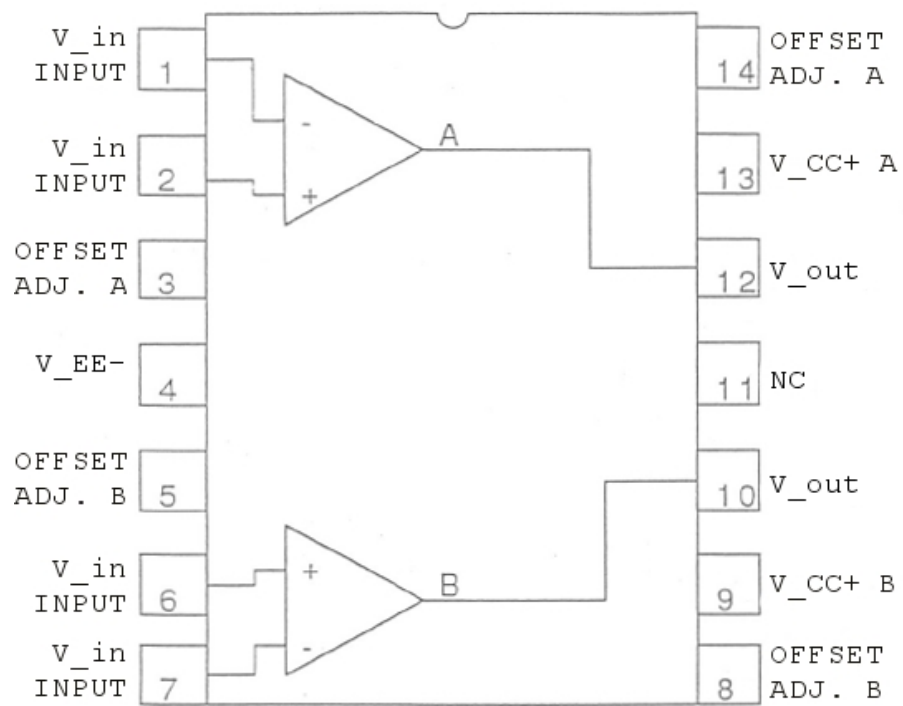 V_in
INPUT
1
V_in
INPUT
2
OFFSET
ADJ. A
3
V_EE-
4
OFFSET
ADJ. B
5
V_in
INPUT
6
V_in
INPUT
7
-
+
A
+
-
B
14
OFFSET
ADJ. A
13
V_CC+ A
12
V_out
11
NC
10
V_out
9
V_CC+ B
8
OFFSET
ADJ. B